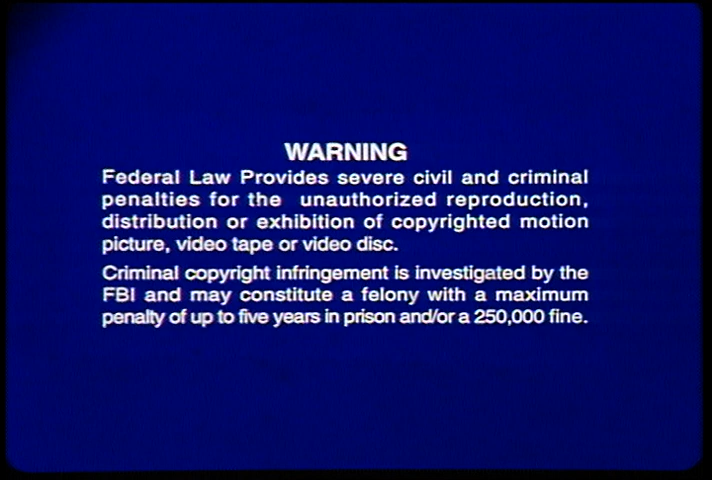 WARNING
Federal Law Provides severe civil and criminal
penalties for the unauthorized reproduction,
distribution or exhibition of copyrighted motion
picture, video tape or video disc.
Criminal copyright infringement is investigated by the
FBI and may constitute a felony with a maximum
penalty of up to five years in prison and/or a 250,000 fine.